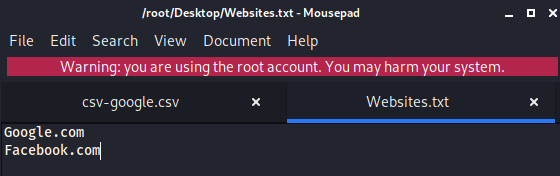 /root/Desktop/Websites.txt - Mousepad
File Edit Search View Document Help
Warning: you are using the root account. You may harm your system.
csv-google.csv Websites.txt
Google.com
Facebook.com